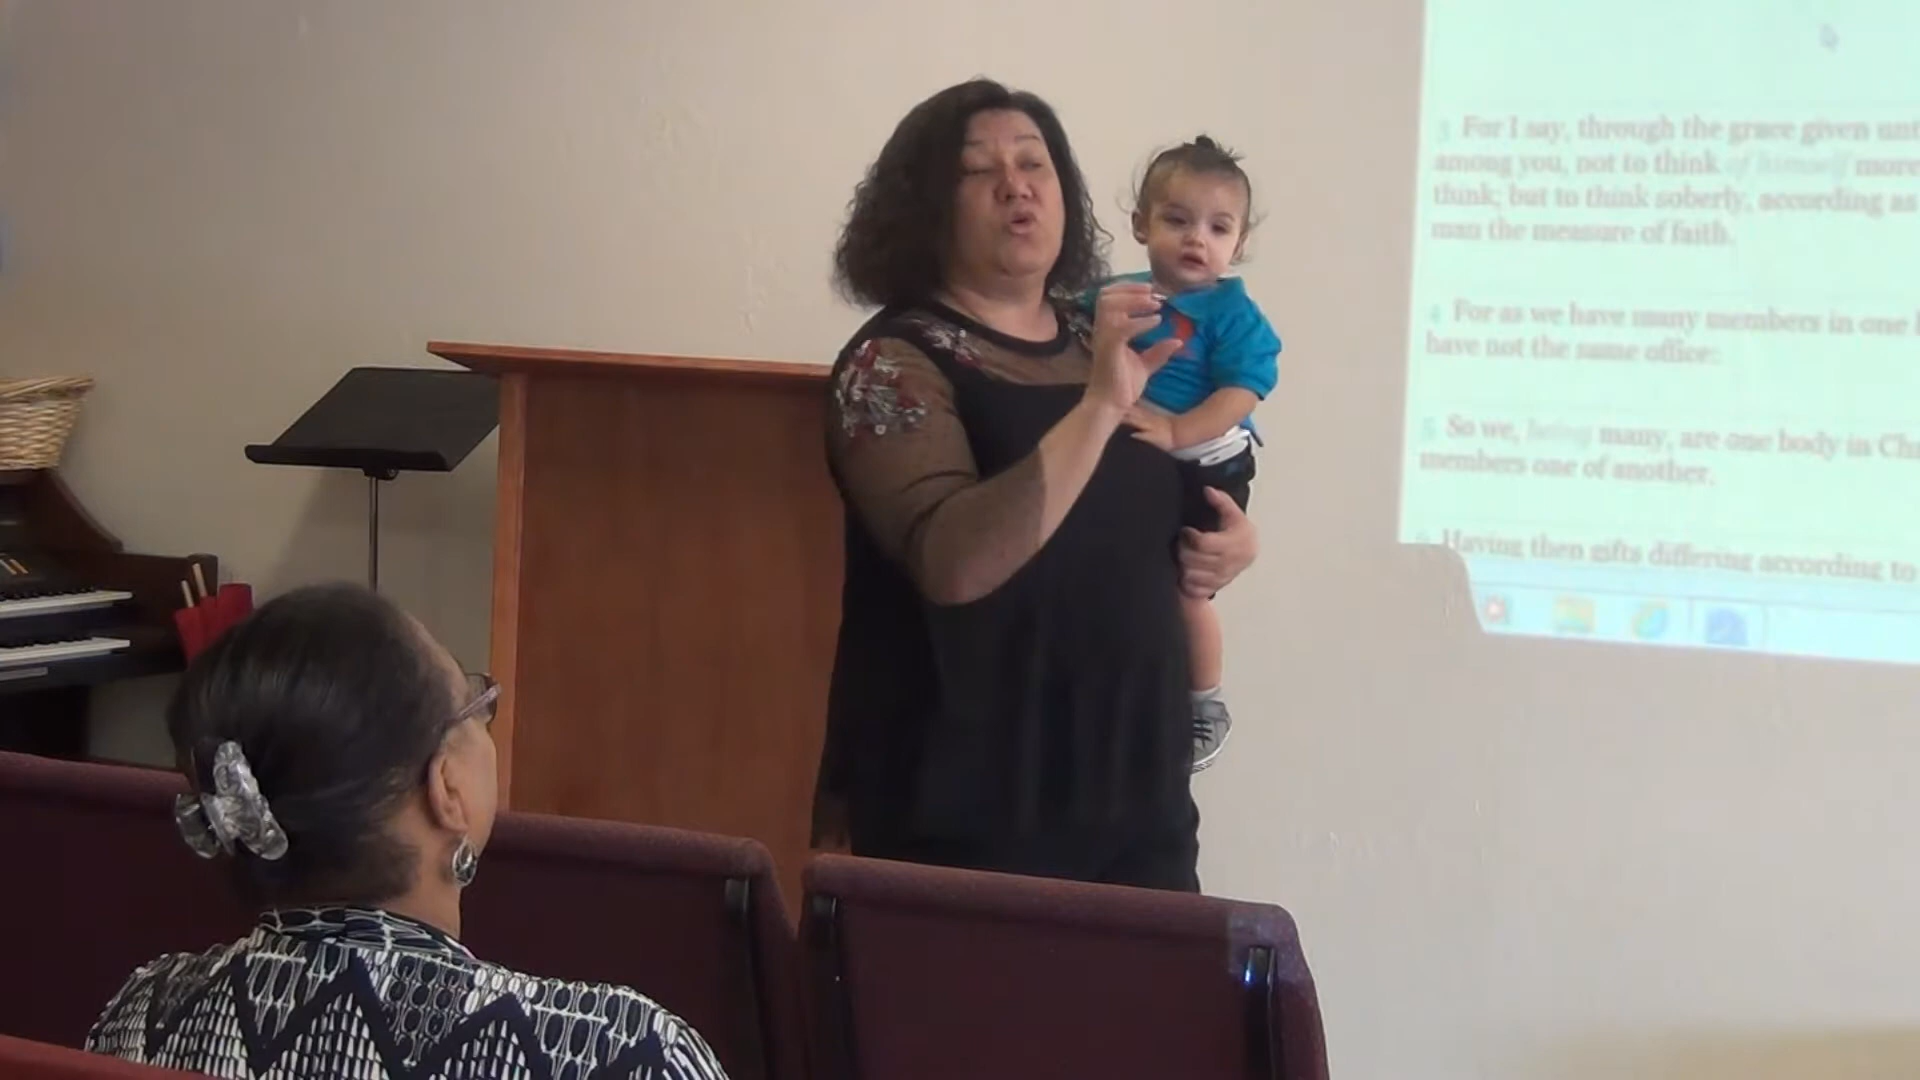 3 For I say, through the grace given unt
among you, not to think of himself more
think; but to think soberly, according as
man the measure of faith.
4 For as we have many members in one
have not the same office:
5 So we, being many, are one body in Chr
members one of another.
6 Having then gifts differing according to